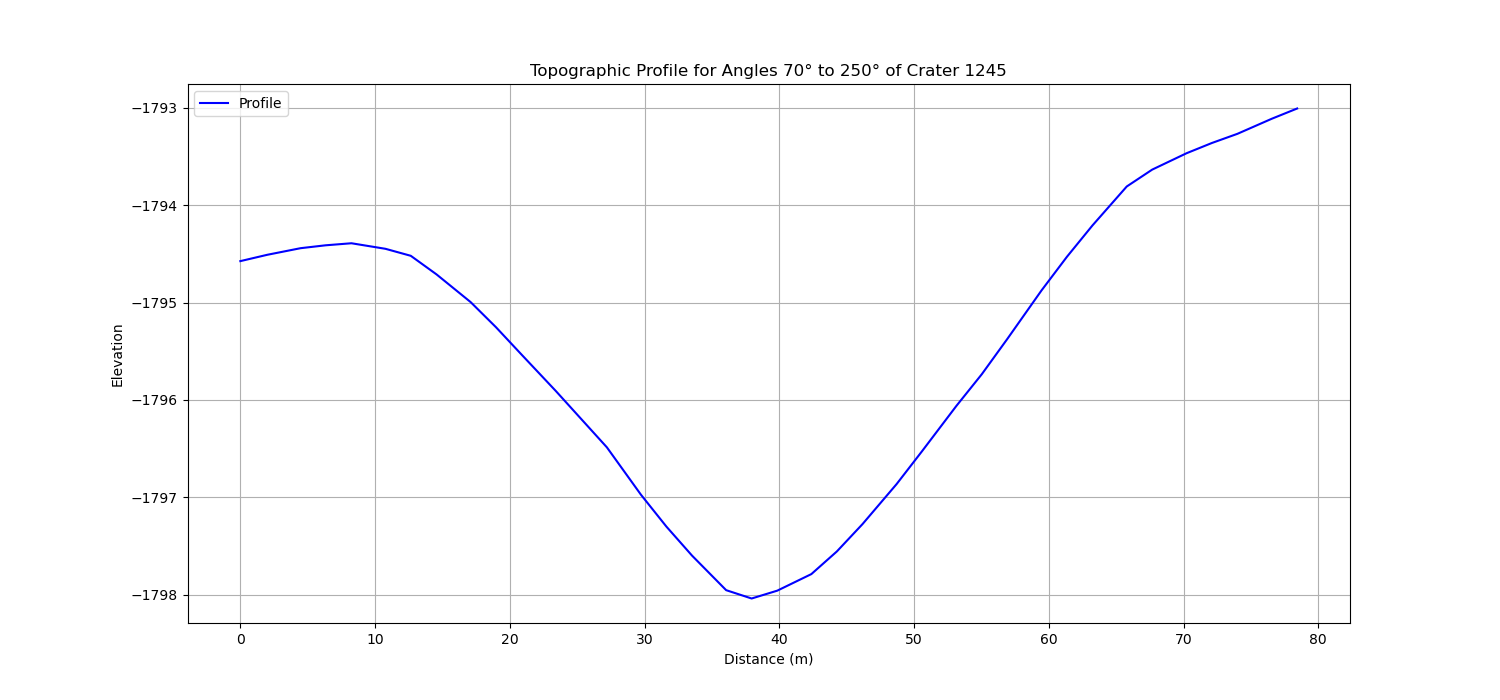 Topographic Profile for Angles 70° to 250° of Crater 1245
Profile
−1793
−1794
−1795
−1796
−1797
−1798
Elevation
0 10 20 30 40 50 60 70 80
Distance (m)